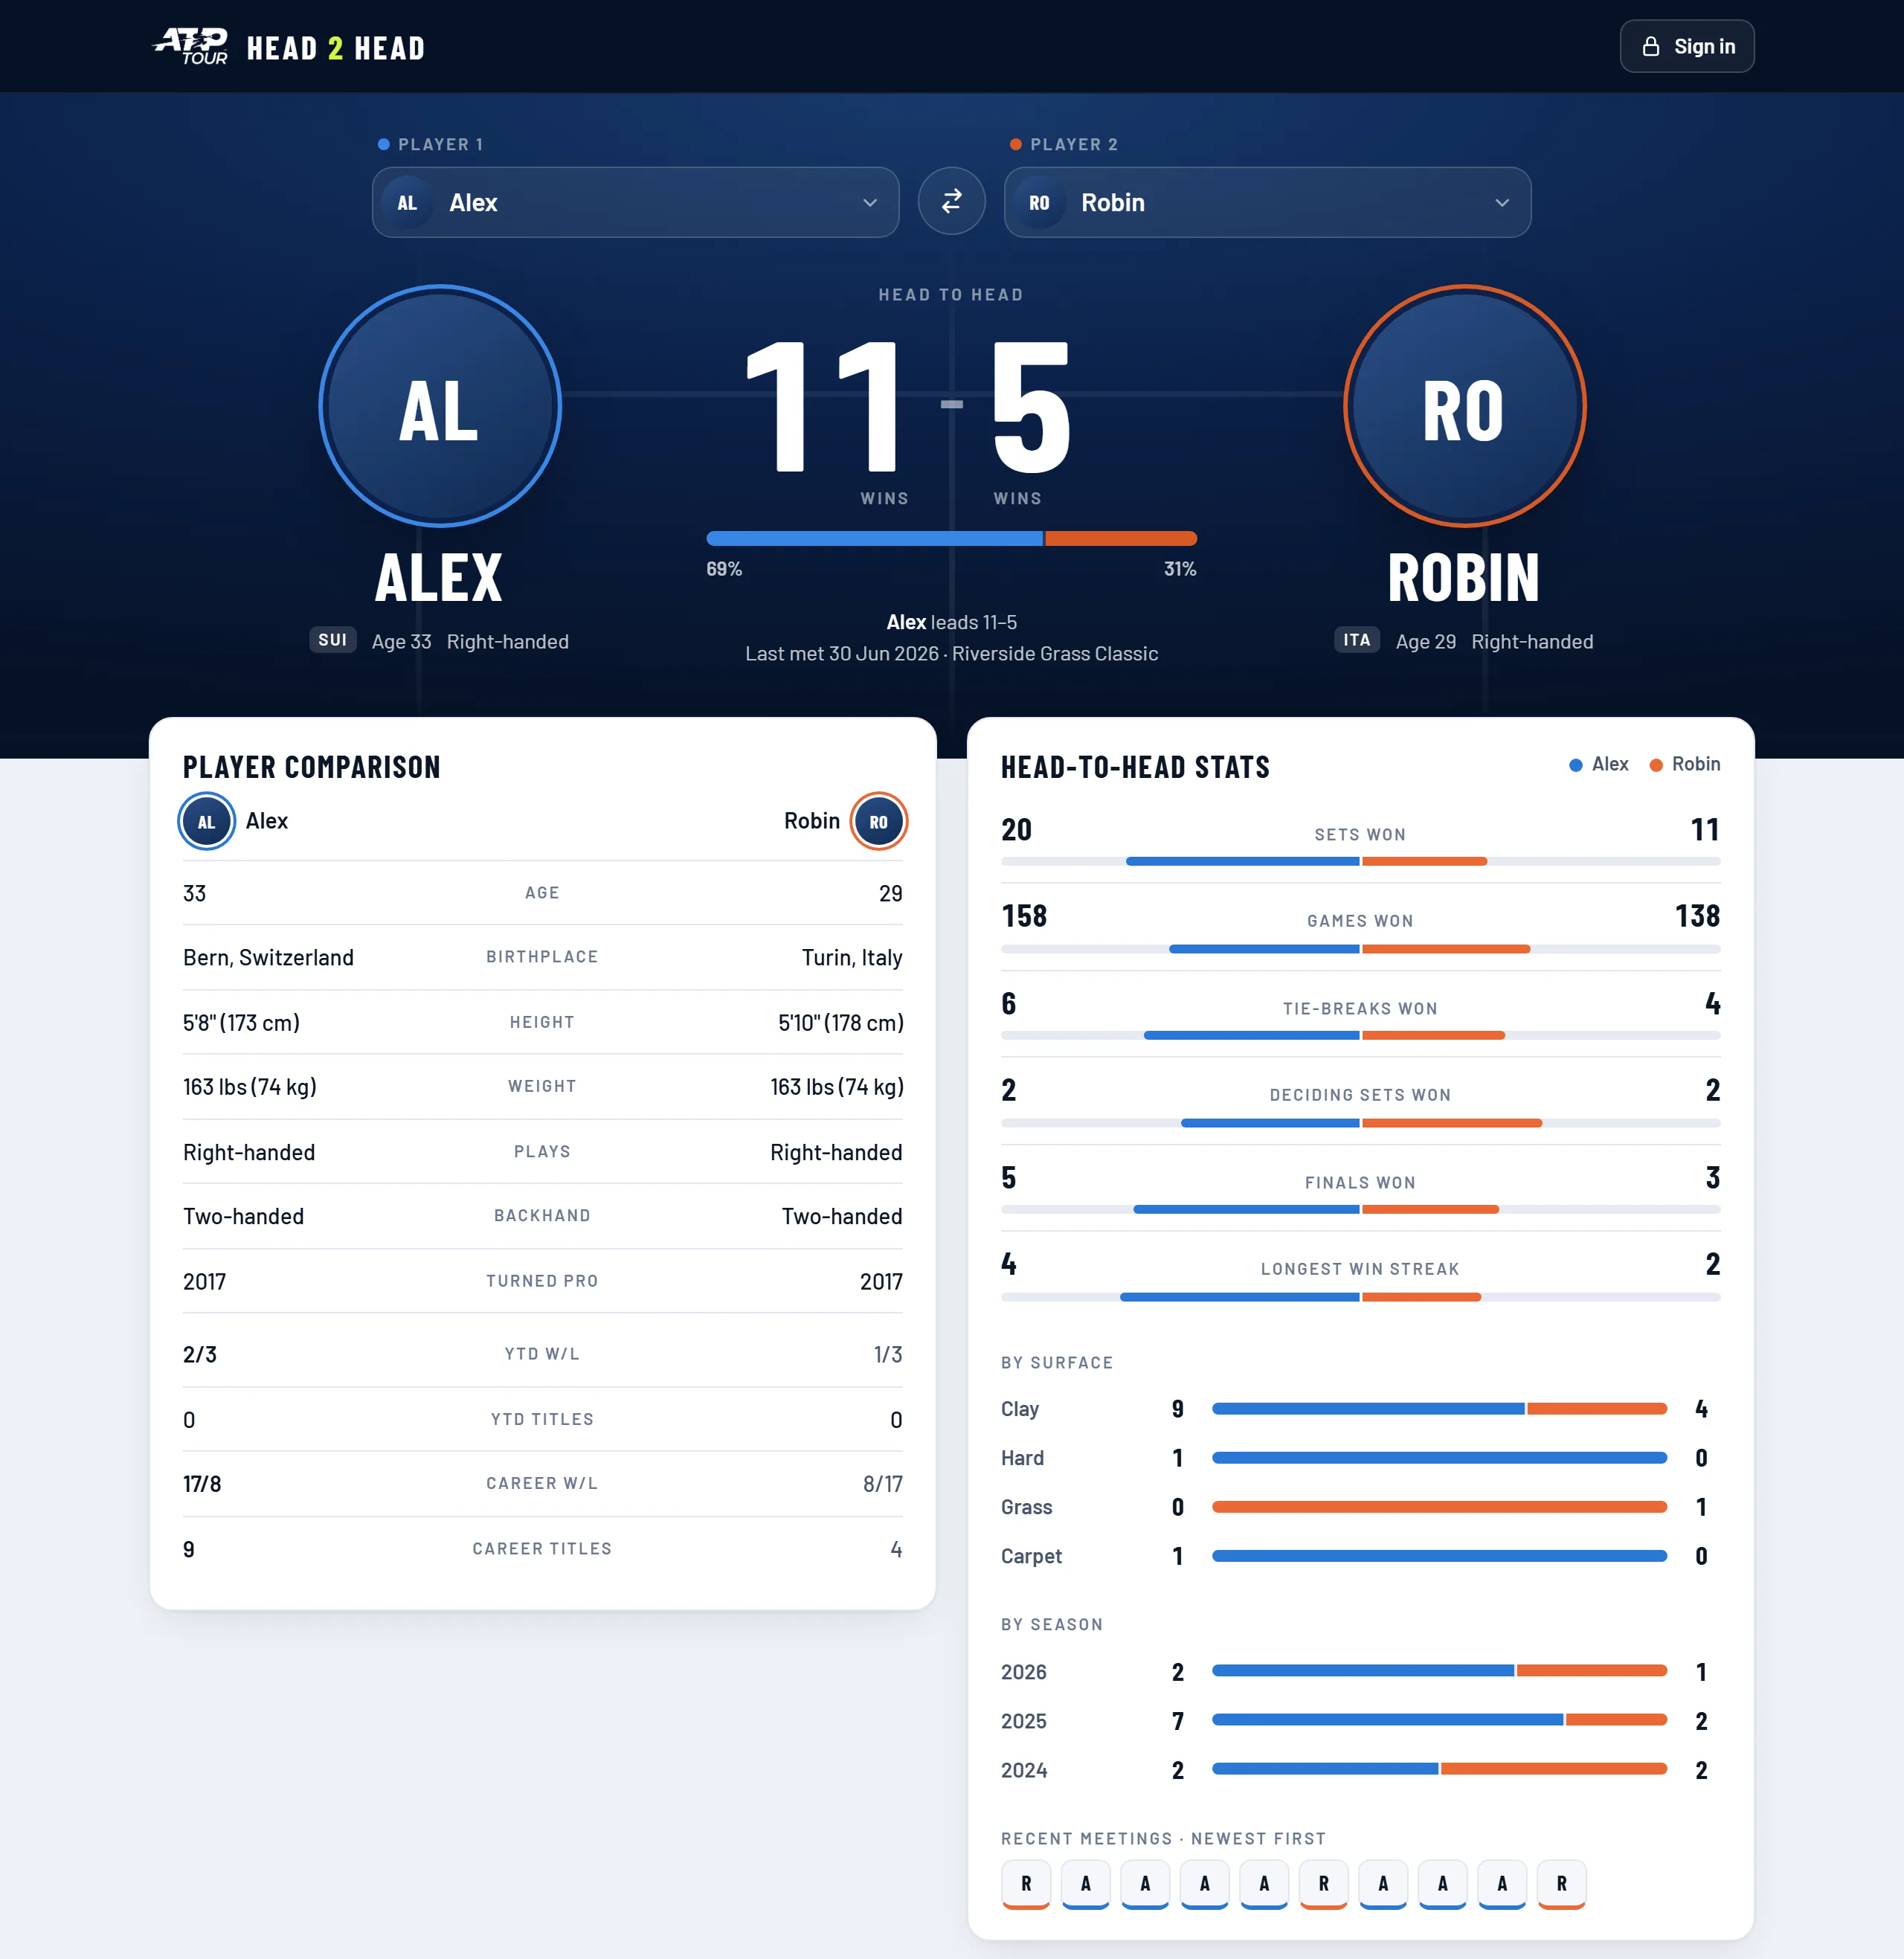 ATP TOUR HEAD 2 HEAD
Sign in
PLAYER 1
PLAYER 2
AL Alex
RO Robin
HEAD TO HEAD
AL
11 - 5
RO
WINS WINS
69% 31%
ALEX
SUI Age 33 Right-handed
Alex leads 11–5
Last met 30 Jun 2026 · Riverside Grass Classic
ROBIN
ITA Age 29 Right-handed
PLAYER COMPARISON
AL Alex Robin RO
33 AGE 29
Bern, Switzerland BIRTHPLACE Turin, Italy
5'8" (173 cm) HEIGHT 5'10" (178 cm)
163 lbs (74 kg) WEIGHT 163 lbs (74 kg)
Right-handed PLAYS Right-handed
Two-handed BACKHAND Two-handed
2017 TURNED PRO 2017
2/3 YTD W/L 1/3
0 YTD TITLES 0
17/8 CAREER W/L 8/17
9 CAREER TITLES 4
HEAD-TO-HEAD STATS
Alex Robin
20 SETS WON 11
158 GAMES WON 138
6 TIE-BREAKS WON 4
2 DECIDING SETS WON 2
5 FINALS WON 3
4 LONGEST WIN STREAK 2
BY SURFACE
Clay 9 4
Hard 1 0
Grass 0 1
Carpet 1 0
BY SEASON
2026 2 1
2025 7 2
2024 2 2
RECENT MEETINGS · NEWEST FIRST
R A A A A R A A A R